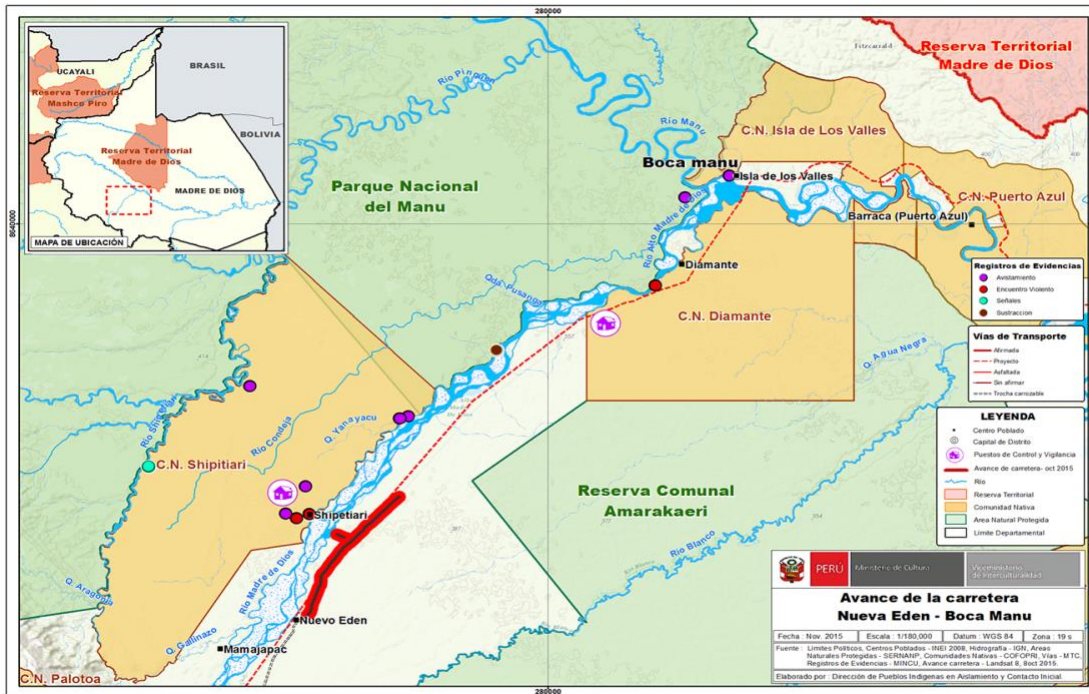 280000
8640000
UCAYALI
BRASIL
Reserva Territorial
Mashco Piro
BOLIVIA
Reserva Territorial
Madre de Dios
MADRE DE DIOS
MAPA DE UBICACIÓN
Fitzcarrald
Reserva Territorial
Madre de Dios
Río Pinquen
Río Manu
C.N. Isla de Los Valles
Boca manu
Isla de los Valles
Parque Nacional
del Manu
C.N. Puerto Azul
Barraca (Puerto Azul)
Río Alto Madre de Dios
Diamante
Qda. Pusanga
C.N. Diamante
Q. Agua Negra
Q. Yanayacu
Río Condeja
C.N. Shipitiari
Shipetiari
Reserva Comunal
Amarakaeri
Río Blanco
Río Madre de Dios
Q. Aragonia
Q. Gallinazo
Nuevo Eden
Mamajapac
C.N. Palotoa
Registros de Evidencias
Avistamiento
Encuentro Violento
Señales
Sustraccion
Vías de Transporte
Afirmada
Proyecto
Asfaltada
Sin afirmar
Trocha carrozable
LEYENDA
Centro Poblado
Capital de Distrito
Puestos de Control y Vigilancia
Avance de carretera- oct 2015
Río
Reserva Territorial
Comunidad Nativa
Area Natural Protegida
Limite Departamental
PERÚ
Ministerio de Cultura
Viceministerio
de Interculturalidad
Avance de la carretera
Nueva Eden - Boca Manu
Fecha : Nov. 2015 Escala : 1/180,000 Datum : WGS 84 Zona : 19 s
Fuente : Limites Políticos, Centros Poblados - INEI 2008, Hidrografía - IGN, Areas
Naturales Protegidas - SERNANP, Comunidades Nativas - COFOPRI, Vías - MTC,
Registros de Evidencias - MINCU, Avance carretera - Landsat 8, 8oct 2015.
Elaborado por : Dirección de Pueblos Indigenas en Aislamiento y Contacto Inicial
280000